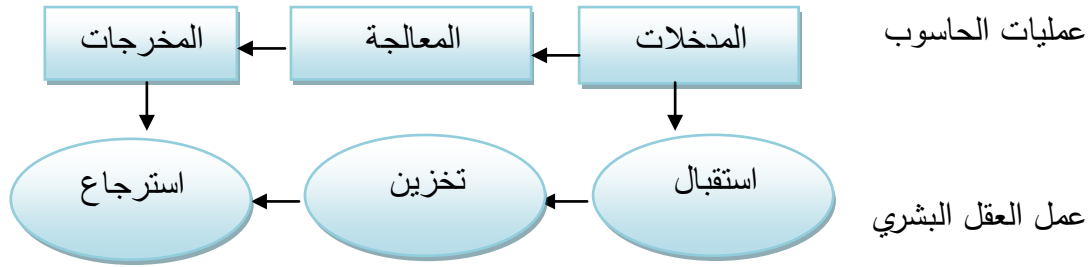 عمليات الحاسوب
المدخلات
المعالجة
المخرجات
استقبال
تخزين
استرجاع
عمل العقل البشري